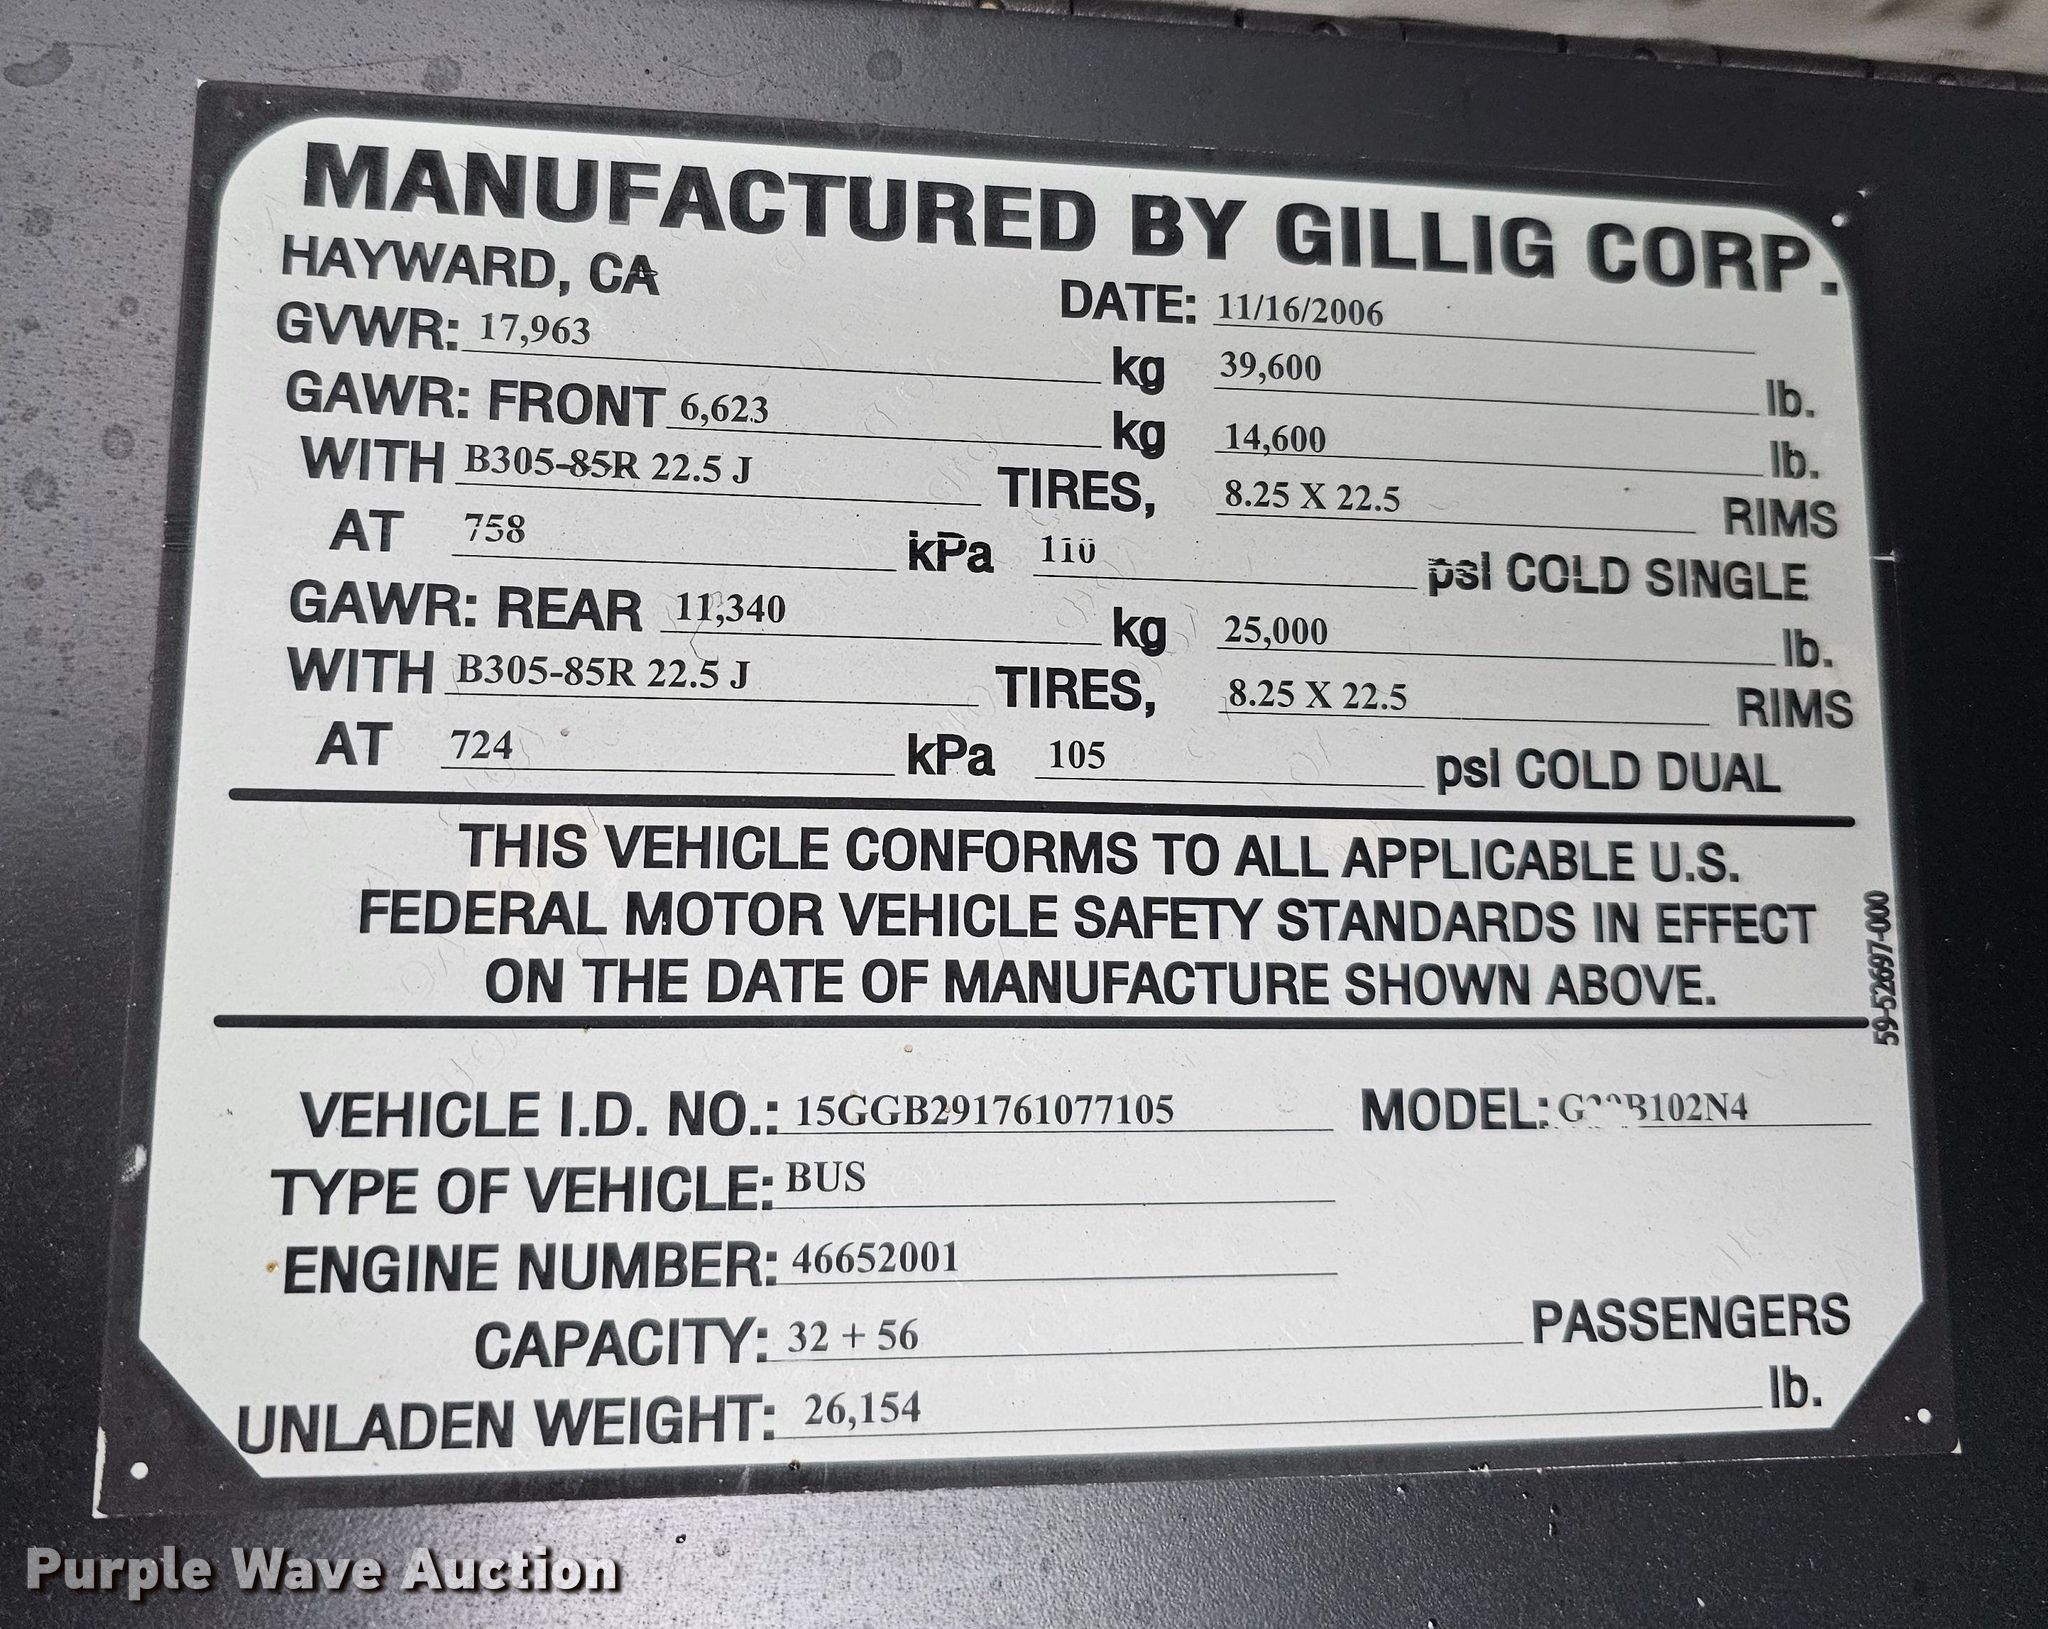 MANUFACTURED BY GILLIG CORP.
HAYWARD, CA
DATE: 11/16/2006
GVWR: 17,963 kg 39,600 lb.
GAWR: FRONT 6,623 kg 14,600 lb.
WITH B305-85R 22.5 J TIRES, 8.25 X 22.5 RIMS
AT 758 kPa 110 psI COLD SINGLE
GAWR: REAR 11,340 kg 25,000 lb.
WITH B305-85R 22.5 J TIRES, 8.25 X 22.5 RIMS
AT 724 kPa 105 psI COLD DUAL
THIS VEHICLE CONFORMS TO ALL APPLICABLE U.S.
FEDERAL MOTOR VEHICLE SAFETY STANDARDS IN EFFECT
ON THE DATE OF MANUFACTURE SHOWN ABOVE.
59-52697-000
VEHICLE I.D. NO.: 15GGB291761077105 MODEL:
TYPE OF VEHICLE: BUS
ENGINE NUMBER: 46652001
CAPACITY: 32 + 56 PASSENGERS
UNLADEN WEIGHT: 26,154 lb.
Purple Wave Auction